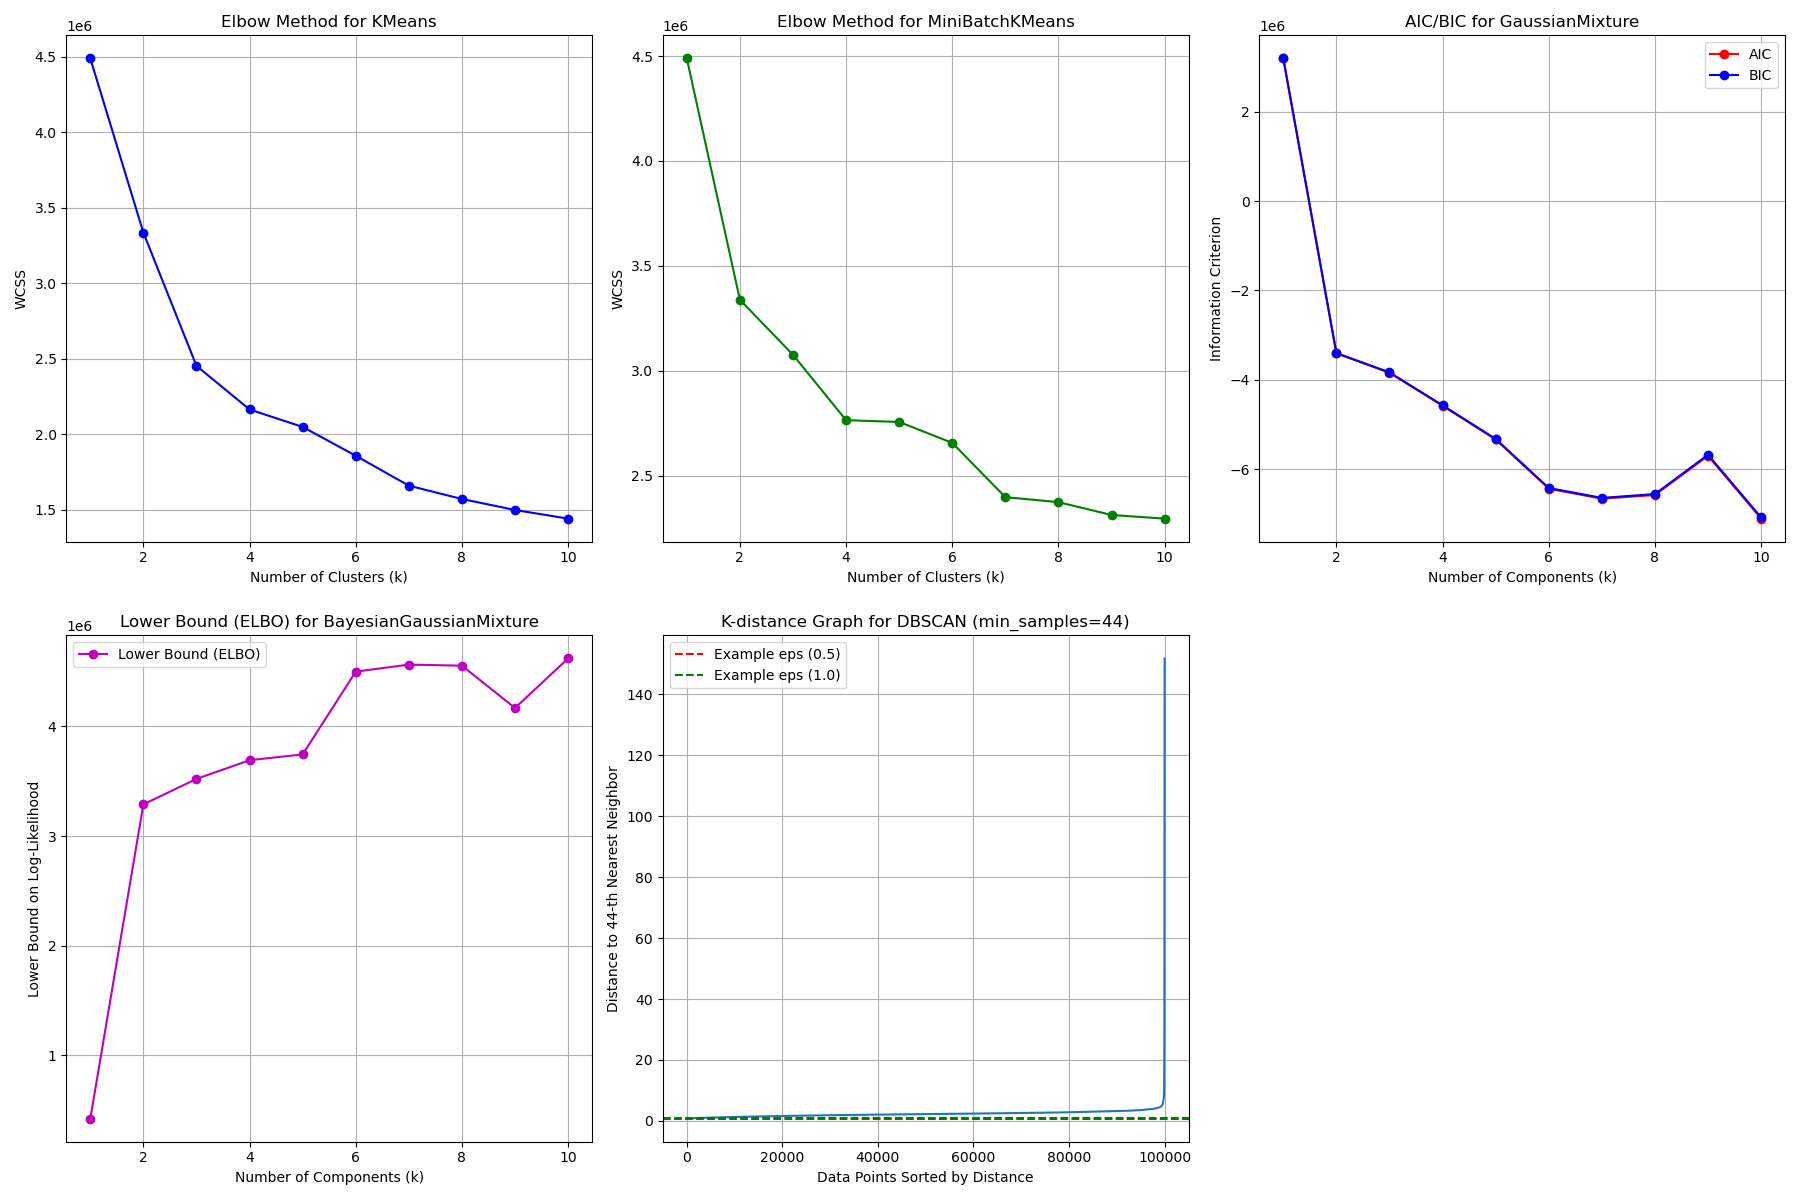 Elbow Method for KMeans
1e6
4.5
4.0
3.5
3.0
2.5
2.0
1.5
WCSS
2 4 6 8 10
Number of Clusters (k)
Elbow Method for MiniBatchKMeans
1e6
4.5
4.0
3.5
3.0
2.5
WCSS
2 4 6 8 10
Number of Clusters (k)
AIC/BIC for GaussianMixture
1e6
AIC
BIC
2
0
−2
−4
−6
Information Criterion
2 4 6 8 10
Number of Components (k)
Lower Bound (ELBO) for BayesianGaussianMixture
1e6
Lower Bound (ELBO)
4
3
2
1
Lower Bound on Log-Likelihood
2 4 6 8 10
Number of Components (k)
K-distance Graph for DBSCAN (min_samples=44)
Example eps (0.5)
Example eps (1.0)
140
120
100
80
60
40
20
0
Distance to 44-th Nearest Neighbor
0 20000 40000 60000 80000 100000
Data Points Sorted by Distance